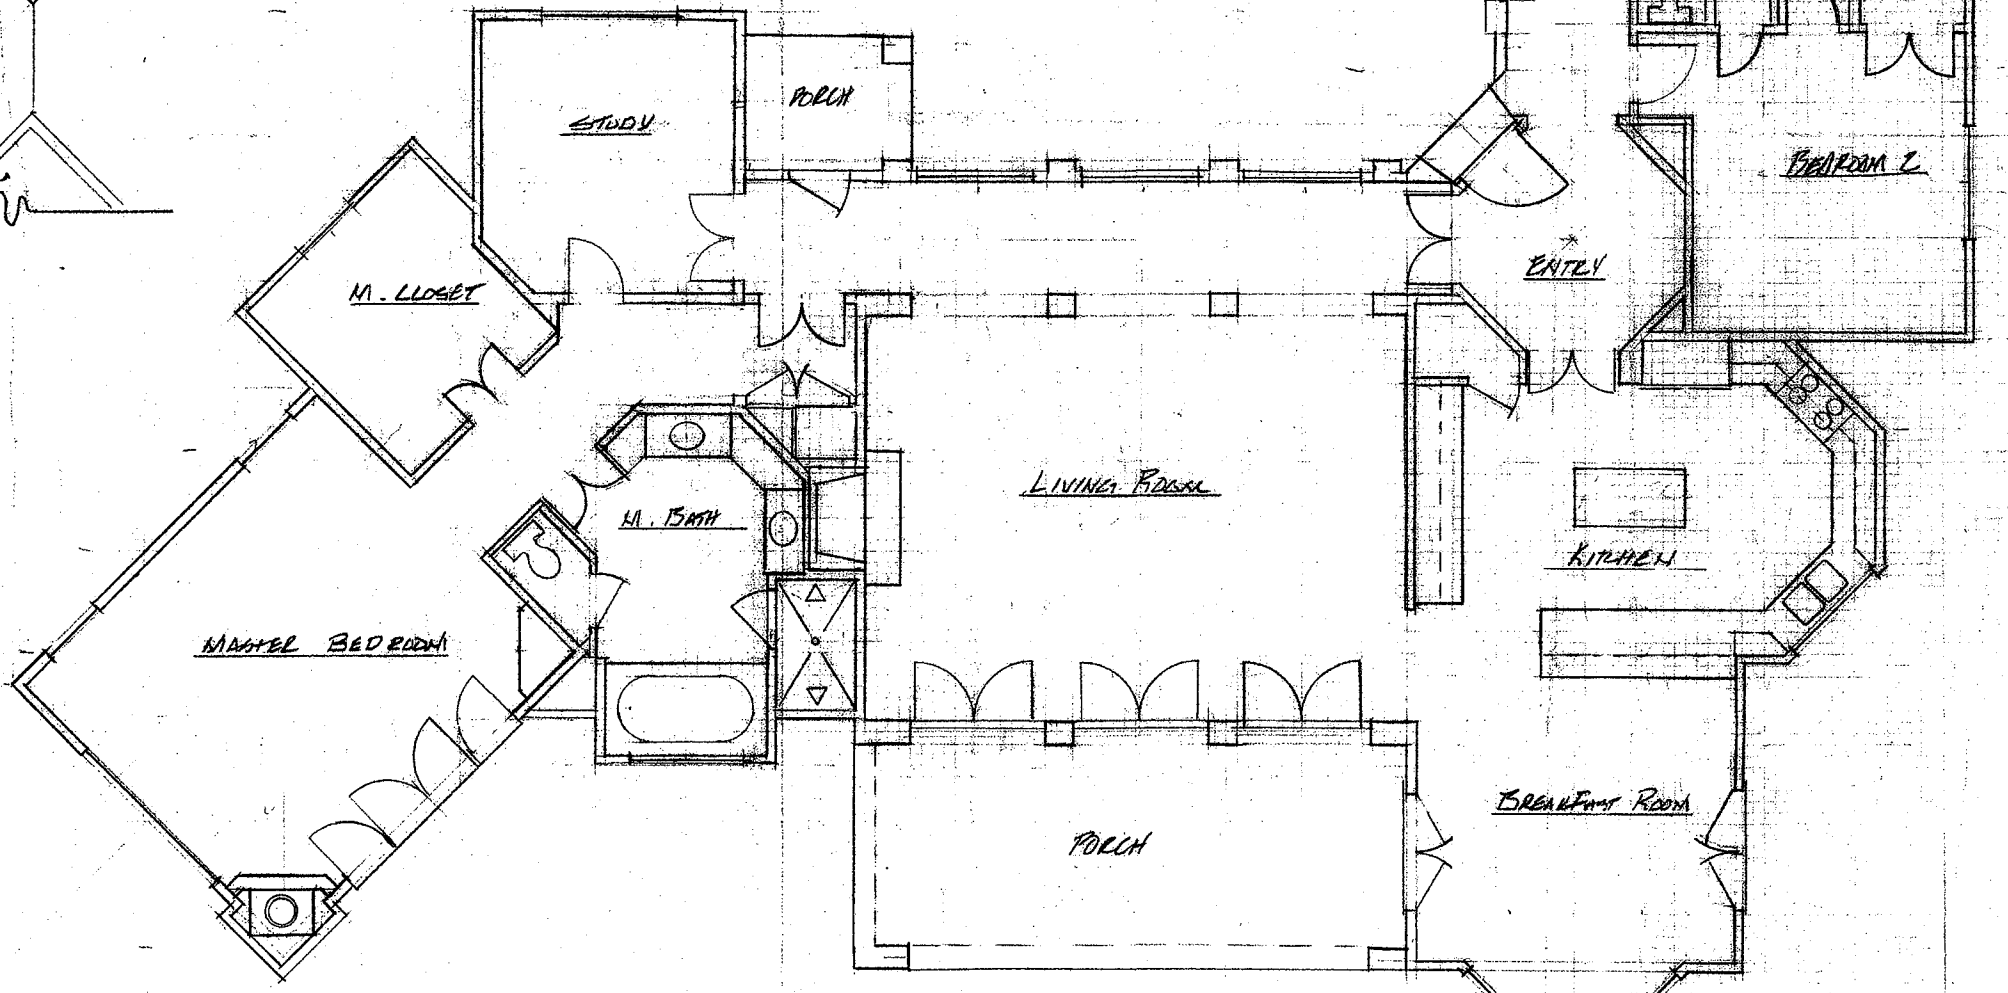 PORCH
STUDY
BEDROOM 2
ENTRY
M. CLOSET
LIVING ROOM
M. BATH
KITCHEN
MASTER BEDROOM
BREAKFAST ROOM
PORCH